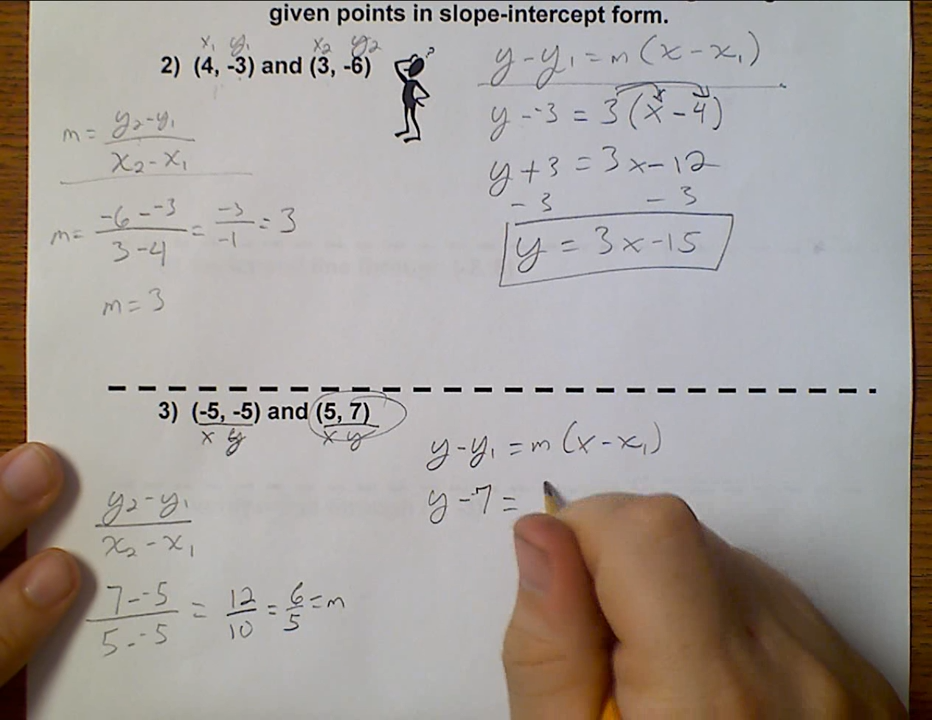 given points in slope-intercept form.
x₁ y₁ x₂ y₂
2) (4, -3) and (3, -6)
?
m = y₂-y₁ / x₂-x₁
m = -6--3 / 3-4 = -3 / -1 = 3
m = 3
y-y₁ = m(x-x₁)
y--3 = 3(x-4)
y+3 = 3x-12
-3 -3
y = 3x-15
3) (-5, -5) and (5, 7)
x y x y
y₂-y₁ / x₂-x₁
7--5 / 5--5 = 12 / 10 = 6 / 5 = m
y-y₁ = m(x-x₁)
y-7 =